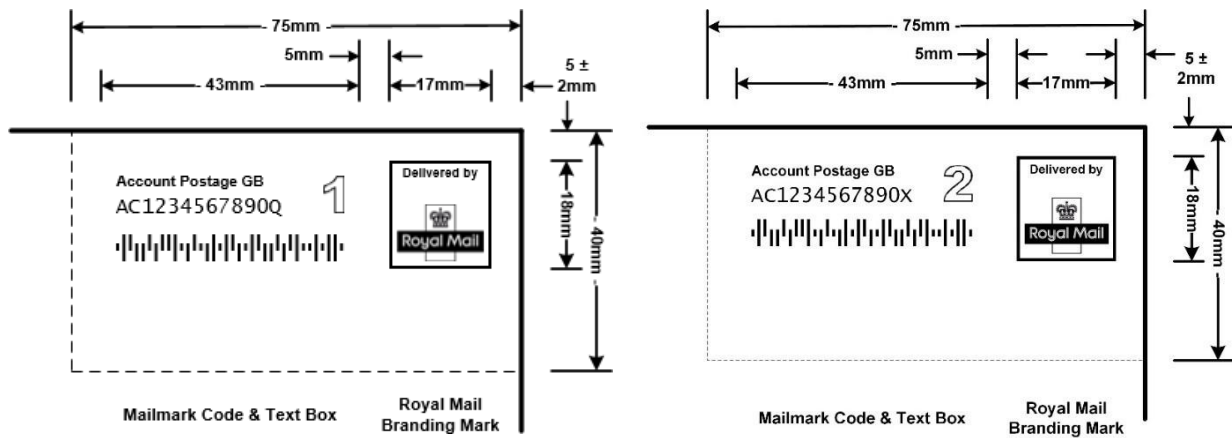 - 75mm -
5mm
- 43mm -
-17mm-
5 ±
2mm
Account Postage GB
AC1234567890Q
1
Delivered by
Royal Mail
18mm
- 40mm -
Mailmark Code & Text Box
Royal Mail
Branding Mark
- 75mm -
5mm
- 43mm -
17mm
5 ±
2mm
Account Postage GB
AC1234567890X
2
Delivered by
Royal Mail
18mm
- 40mm -
Mailmark Code & Text Box
Royal Mail
Branding Mark